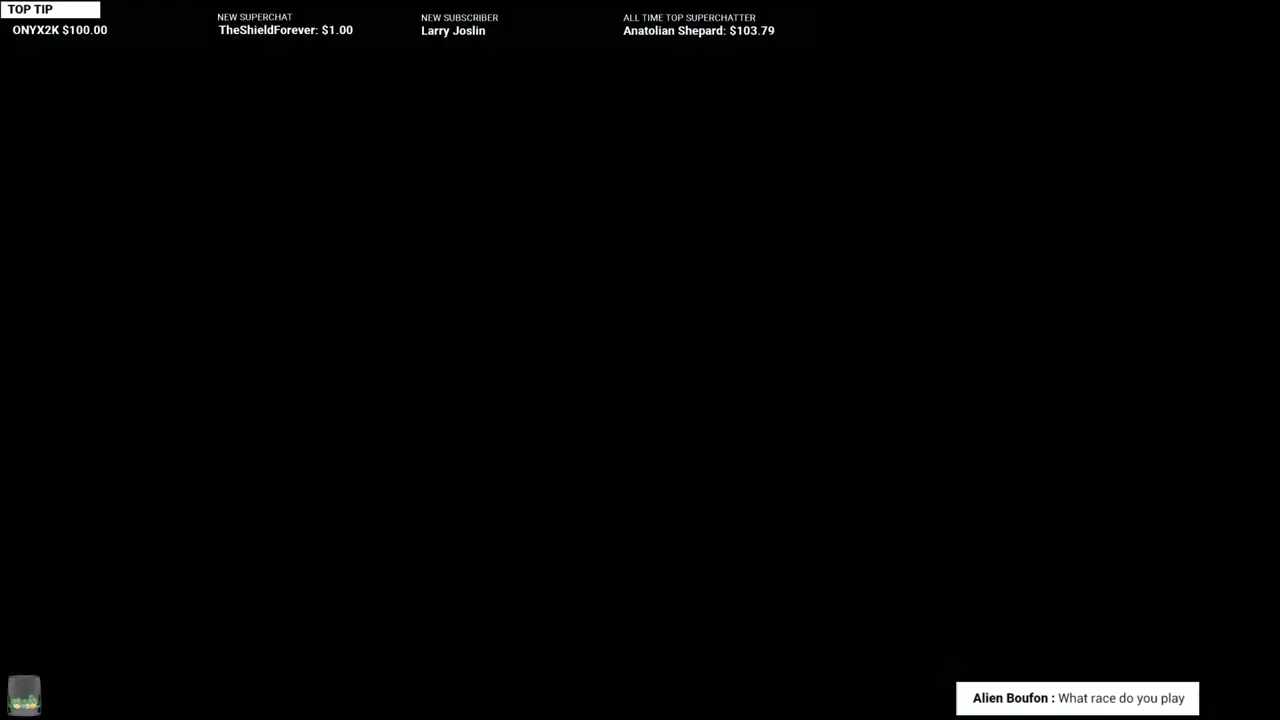 TOP TIP
ONYX2K $100.00
NEW SUPERCHAT
TheShieldForever: $1.00
NEW SUBSCRIBER
Larry Joslin
ALL TIME TOP SUPERCHATTER
Anatolian Shepard: $103.79
Alien Boufon : What race do you play